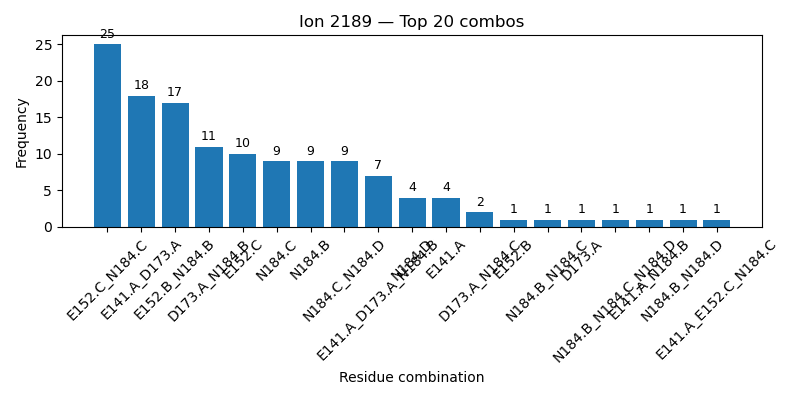 Ion 2189 — Top 20 combos
Frequency
25
20
15
10
5
0
25
18
17
11
10
9
9
9
7
4
4
2
1
1
1
1
1
1
1
E152.C_N184.C
E141.A_D173.A
E152.B_N184.B
D173.A_N184.B
E152.C
N184.C
N184.B
N184.C_N184.D
E141.A_D173.A_N184.B
N184.D
E141.A
D173.A_N184.C
E152.B
N184.B_N184.C
D173.A
N184.B_N184.C_N184.D
E141.A_N184.B
N184.B_N184.D
E141.A_E152.C_N184.C
Residue combination